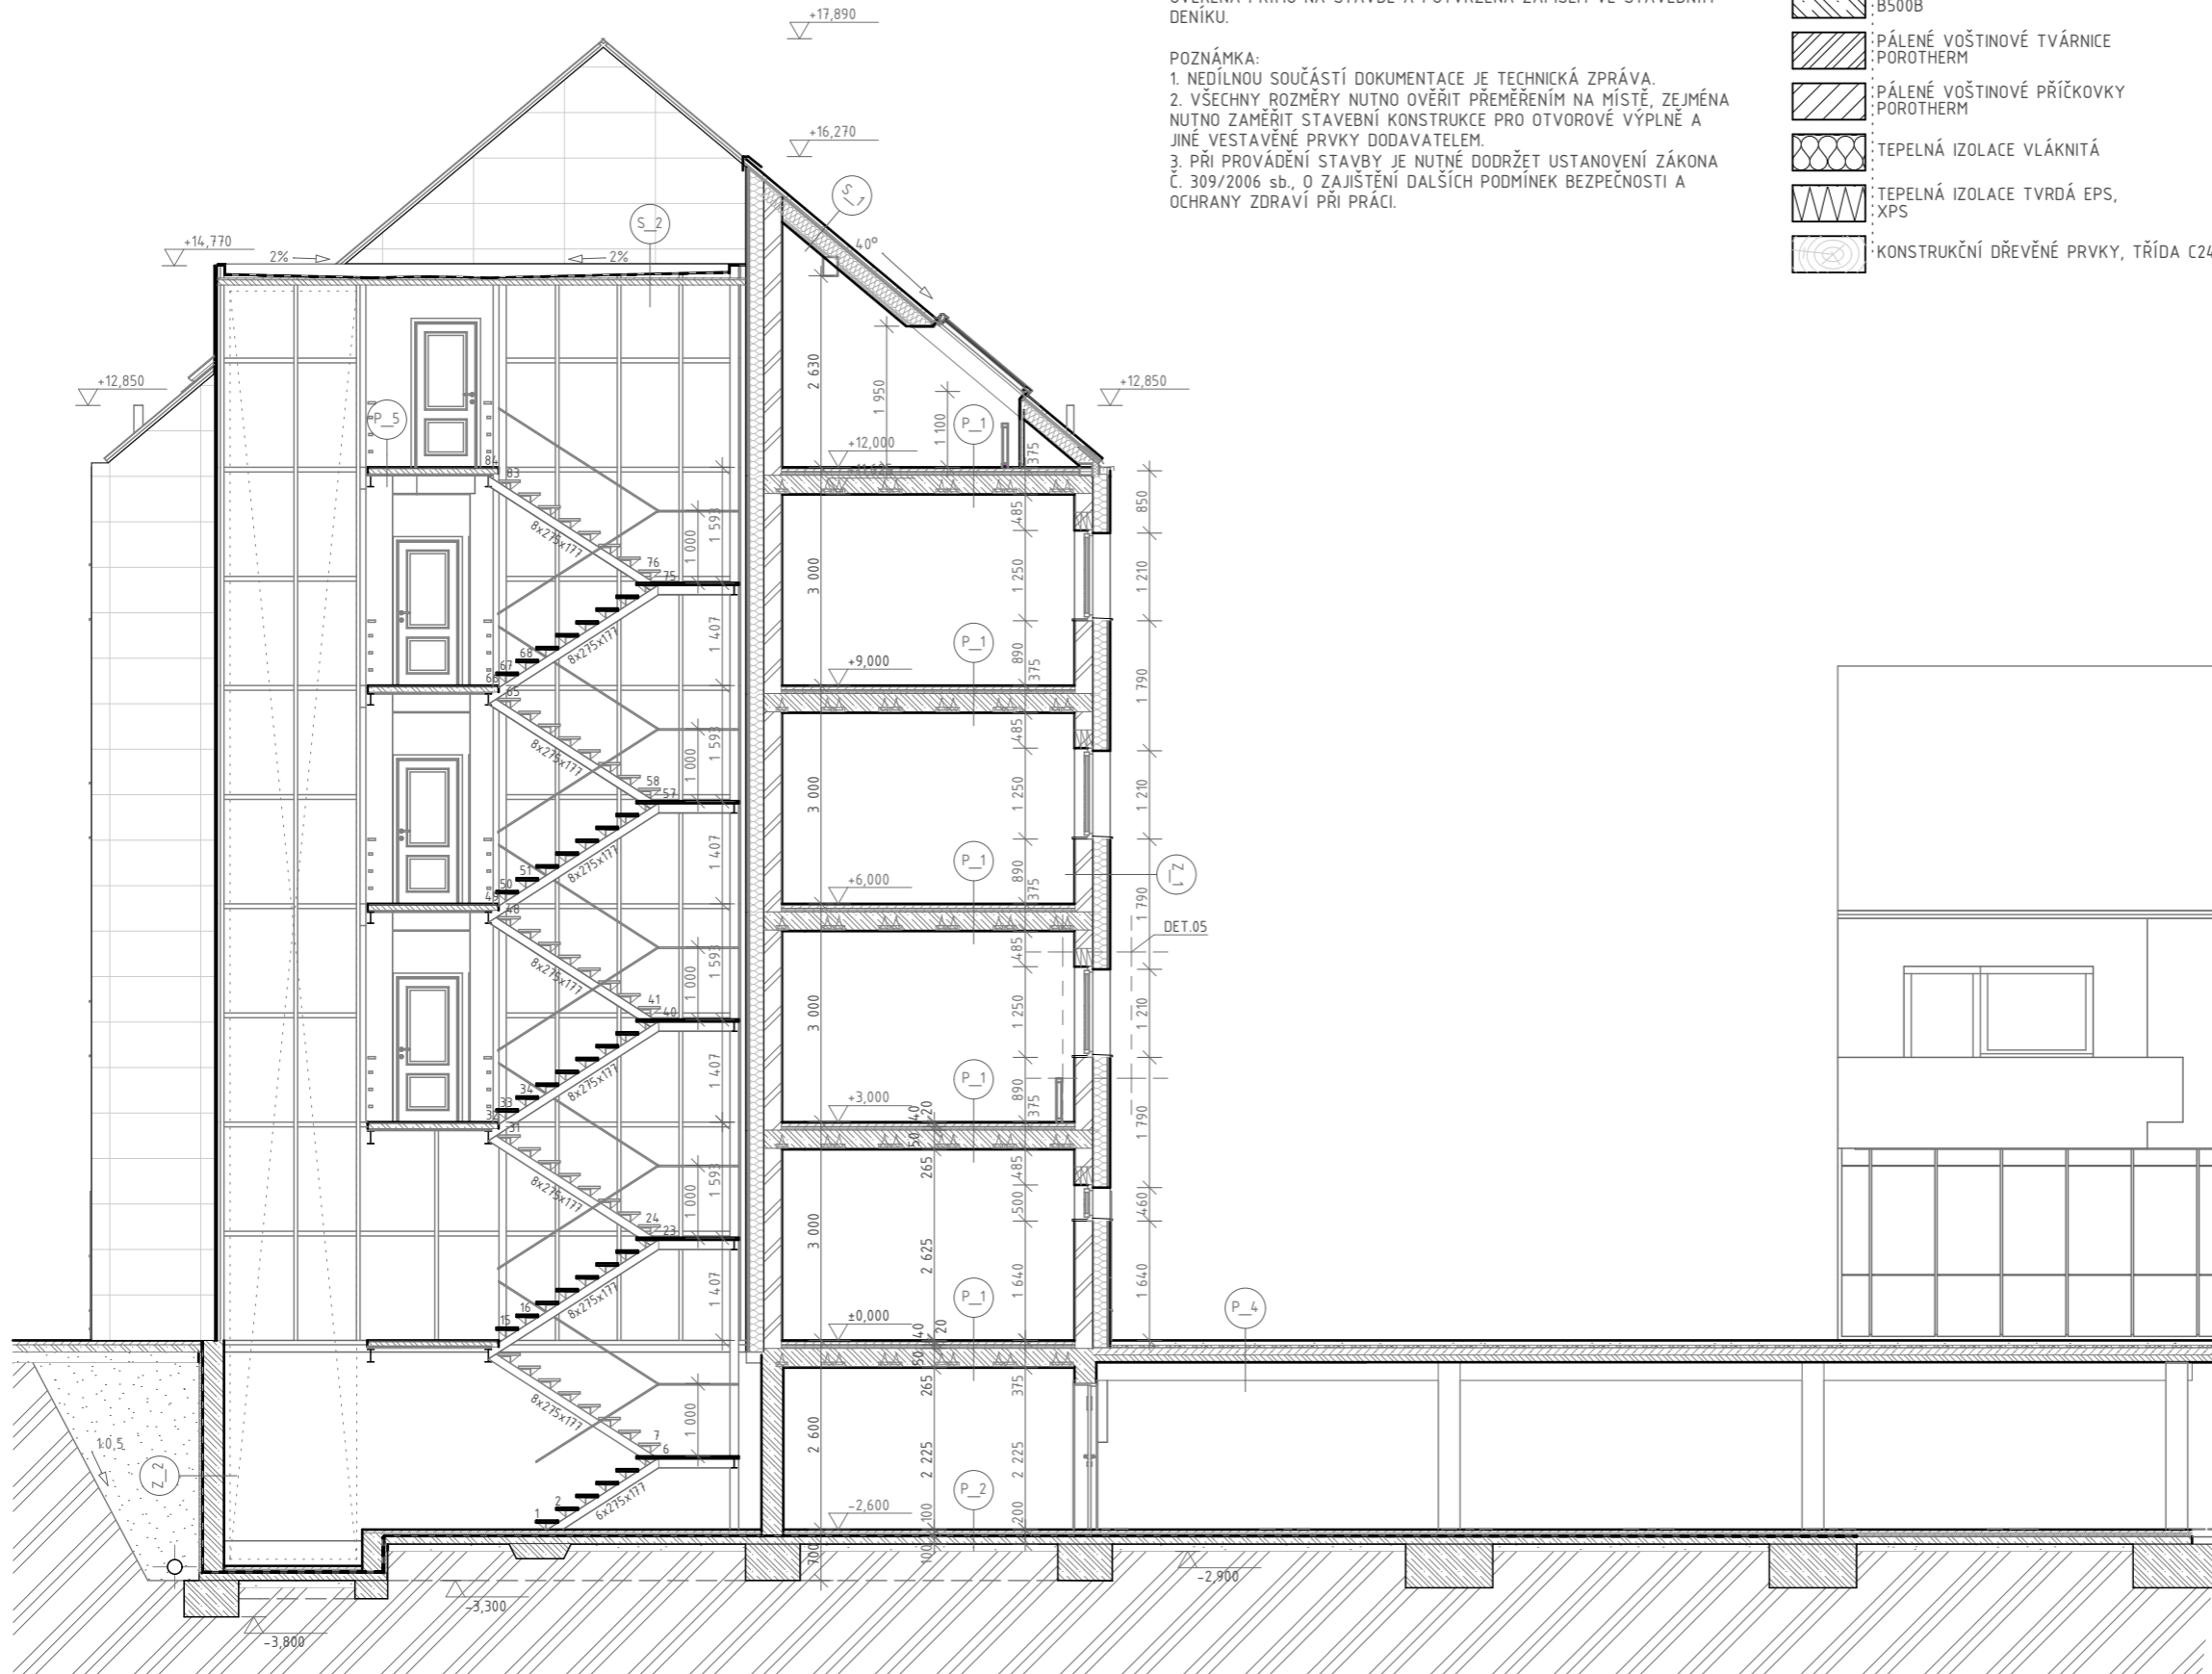 DENÍKU.
POZNÁMKA:
1. NEDÍLNOU SOUČÁSTÍ DOKUMENTACE JE TECHNICKÁ ZPRÁVA.
2. VŠECHNY ROZMĚRY NUTNO OVĚŘIT PŘEMĚŘENÍM NA MÍSTĚ, ZEJMÉNA
NUTNO ZAMĚŘIT STAVEBNÍ KONSTRUKCE PRO OTVOROVÉ VÝPLNĚ A
JINÉ VESTAVĚNÉ PRVKY DODAVATELEM.
3. PŘI PROVÁDĚNÍ STAVBY JE NUTNÉ DODRŽET USTANOVENÍ ZÁKONA
Č. 309/2006 sb., O ZAJIŠTĚNÍ DALŠÍCH PODMÍNEK BEZPEČNOSTI A
OCHRANY ZDRAVÍ PŘI PRÁCI.
B500B
PÁLENÉ VOŠTINOVÉ TVÁRNICE
POROTHERM
PÁLENÉ VOŠTINOVÉ PŘÍČKOVKY
POROTHERM
TEPELNÁ IZOLACE VLÁKNITÁ
TEPELNÁ IZOLACE TVRDÁ EPS,
XPS
KONSTRUKČNÍ DŘEVĚNÉ PRVKY, TŘÍDA C24
+17,890
+16,270
+14,770
2%
2%
S_2
S_1
40°
+12,850
+12,850
P_5
2 630
1 950
1 100
P_1
+12,000
375
84
83
8x275x177
76
75
1 000
1 593
3 000
485
1 250
890
375
850
1 210
1 790
P_1
+9,000
1 407
68
67
66
65
8x275x177
8x275x177
58
57
1 000
1 593
3 000
485
1 250
890
375
1 210
1 790
P_1
+6,000
Z_1
DET.05
1 407
51
50
49
48
8x275x177
8x275x177
41
40
1 000
1 593
3 000
485
1 250
890
375
1 210
1 790
P_1
+3,000
1 407
34
33
32
31
8x275x177
8x275x177
24
23
1 000
1 593
3 000
50
40
20
265
2 625
485
500
1 640
460
1 640
P_1
±0,000
P_4
1 407
16
15
8x275x177
8x275x177
7
6
1 000
2 600
50
40
20
265
2 225
375
2 225
P_2
-2,600
100
200
2
1
6x275x177
700
100
1:0,5
Z_2
-3,300
-3,800
-2,900